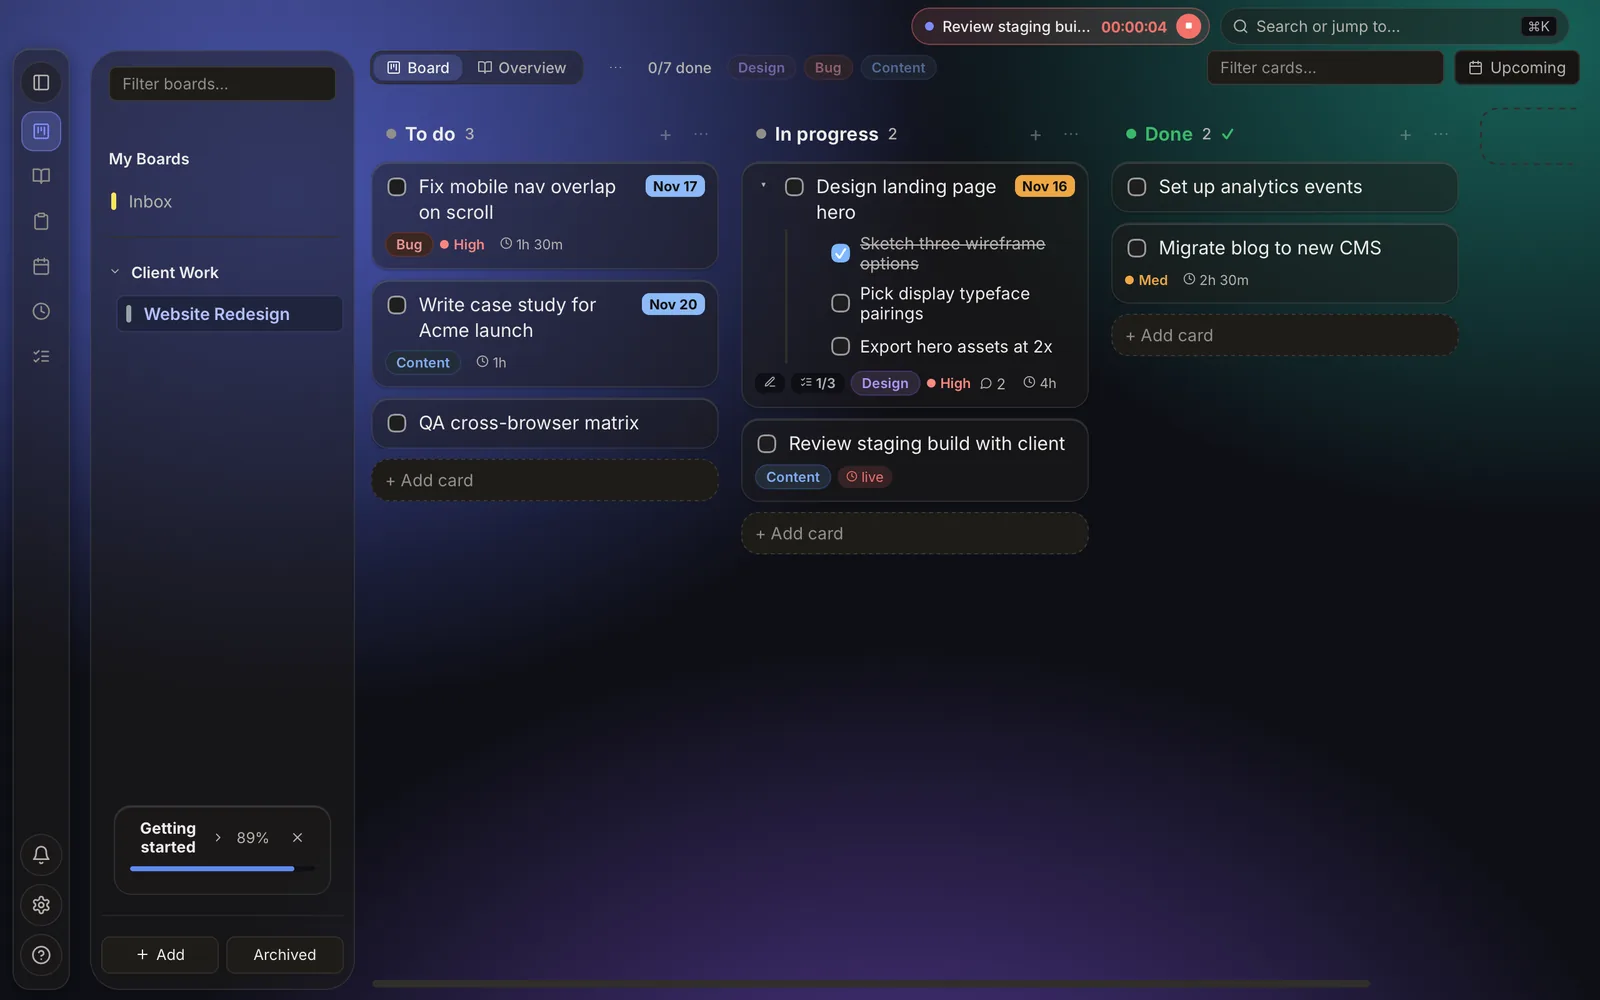 Review staging bui... 00:00:04
Search or jump to... ⌘K
Filter boards...
Board
Overview
...
0/7 done
Design
Bug
Content
Filter cards...
Upcoming
My Boards
Inbox
Client Work
Website Redesign
To do 3
+ ...
Fix mobile nav overlap
on scroll
Nov 17
Bug
High
1h 30m
Write case study for
Acme launch
Nov 20
Content
1h
QA cross-browser matrix
+ Add card
In progress 2
+ ...
Design landing page
hero
Nov 16
Sketch three wireframe
options
Pick display typeface
pairings
Export hero assets at 2x
1/3
Design
High
2
4h
Review staging build with client
Content
live
+ Add card
Done 2 ✓
+ ...
Set up analytics events
Migrate blog to new CMS
Med
2h 30m
+ Add card
Getting
started
89%
+ Add
Archived